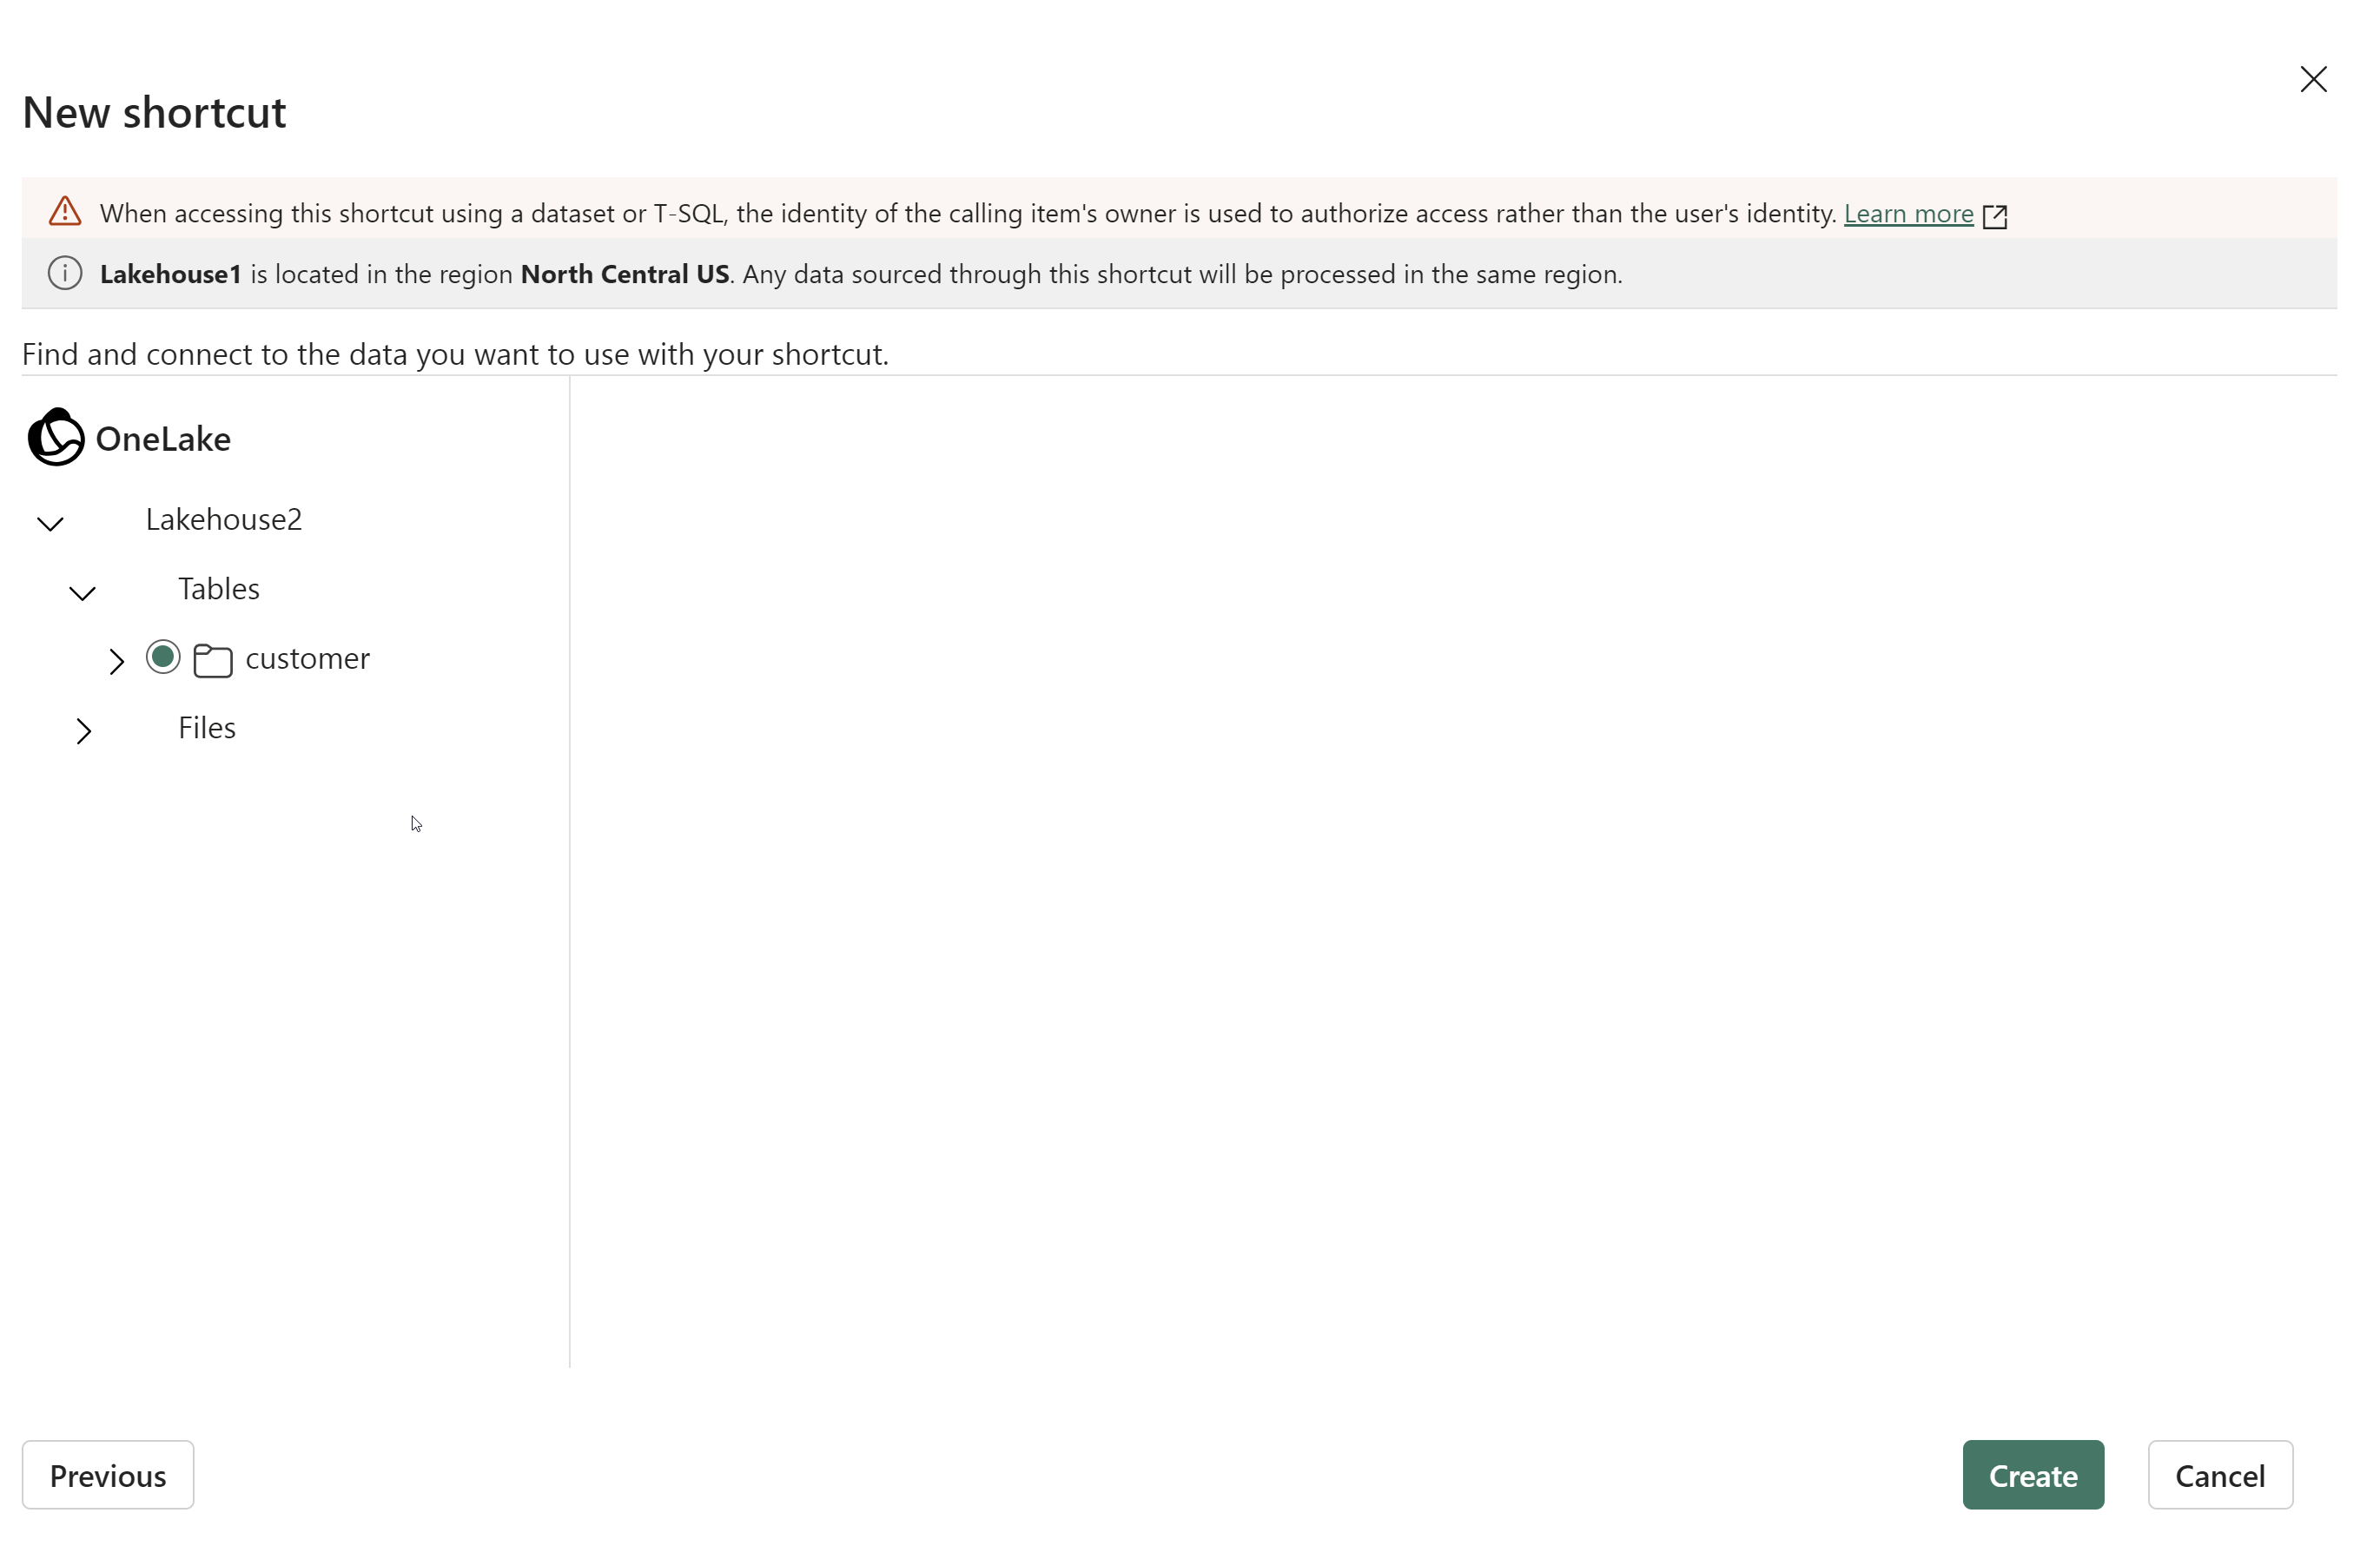 New shortcut
When accessing this shortcut using a dataset or T-SQL, the identity of the calling item's owner is used to authorize access rather than the user's identity. Learn more
Lakehouse1 is located in the region North Central US. Any data sourced through this shortcut will be processed in the same region.
Find and connect to the data you want to use with your shortcut.
OneLake
Lakehouse2
Tables
customer
Files
Previous
Create
Cancel